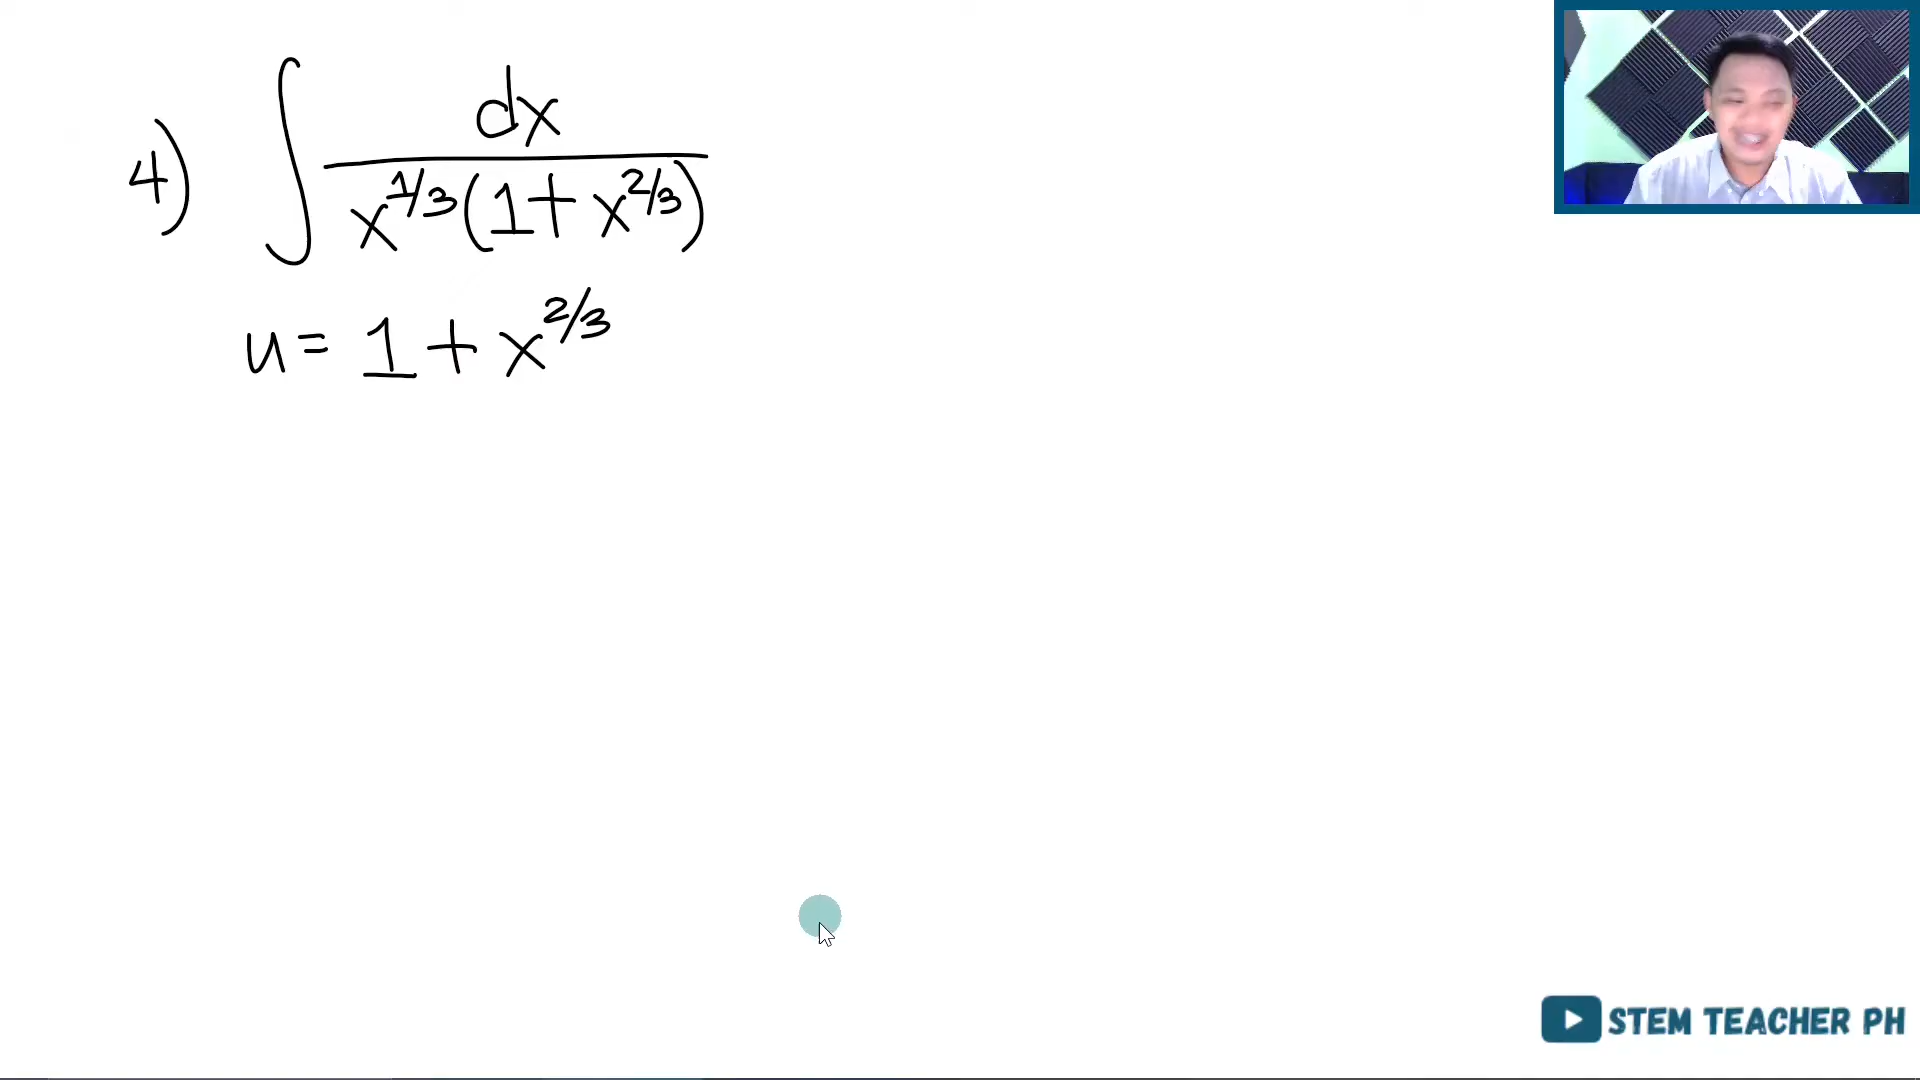 4) ∫ dx / x^{1/3}(1 + x^{2/3})
u = 1 + x^{2/3}
STEM TEACHER PH